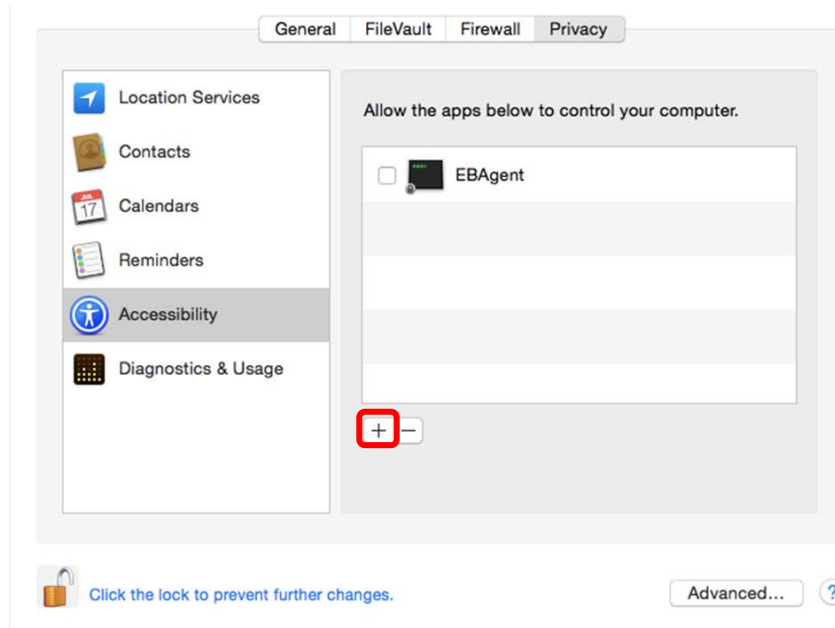 General FileVault Firewall Privacy
Location Services
Contacts
Calendars
Reminders
Accessibility
Diagnostics & Usage
Allow the apps below to control your computer.
EBAgent
+ −
Click the lock to prevent further changes.
Advanced... ?